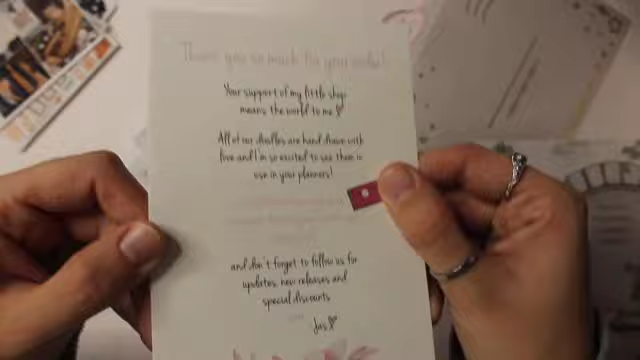 Thank you so much for your order!
Your support of my little shop
means the world to me
All of our doodles are hand drawn with
love and I'm so excited to see them in
use in your planners!
and don't forget to follow us for
updates, new releases and
special discounts
Jas